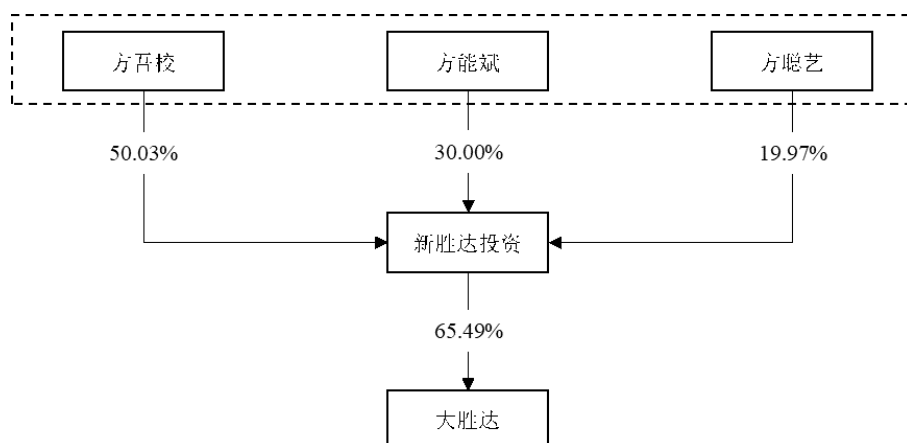 方吾校
方能斌
方聪艺
50.03%
30.00%
19.97%
新胜达投资
65.49%
大胜达